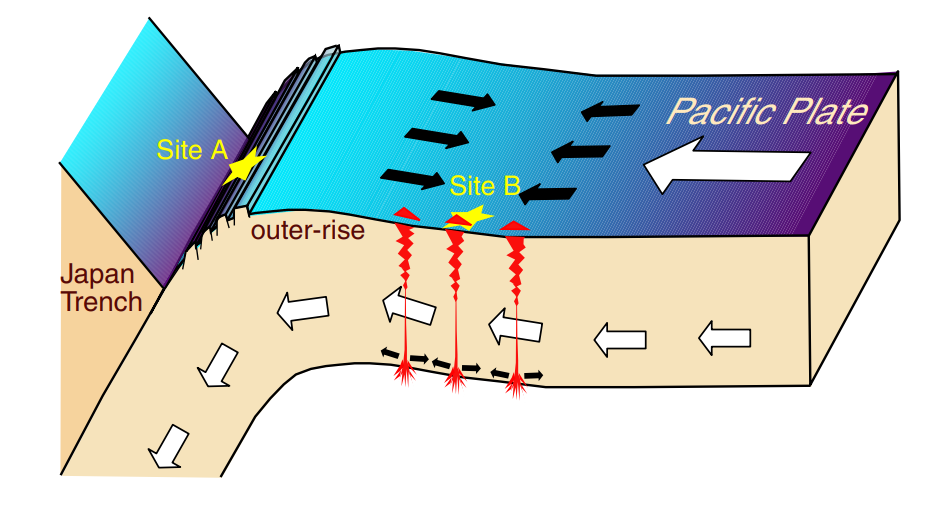 Pacific Plate
Site A
Site B
outer-rise
Japan
Trench